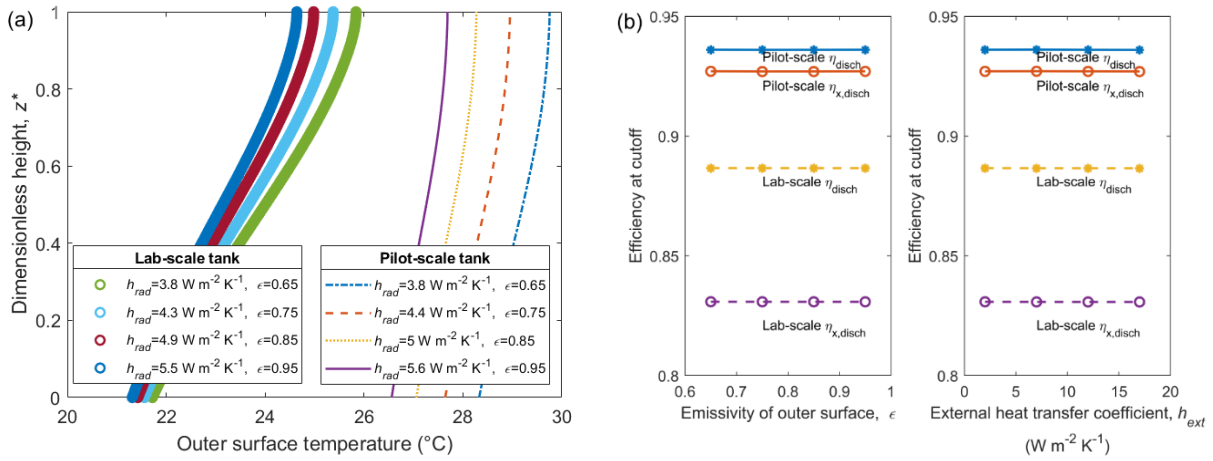 (a)
1
0.8
0.6
0.4
0.2
0
Dimensionless height, z*
Lab-scale tank
h_rad=3.8 W m⁻² K⁻¹, ϵ=0.65
h_rad=4.3 W m⁻² K⁻¹, ϵ=0.75
h_rad=4.9 W m⁻² K⁻¹, ϵ=0.85
h_rad=5.5 W m⁻² K⁻¹, ϵ=0.95
Pilot-scale tank
h_rad=3.8 W m⁻² K⁻¹, ϵ=0.65
h_rad=4.4 W m⁻² K⁻¹, ϵ=0.75
h_rad=5 W m⁻² K⁻¹, ϵ=0.85
h_rad=5.6 W m⁻² K⁻¹, ϵ=0.95
20 22 24 26 28 30
Outer surface temperature (°C)
(b)
0.95
0.9
0.85
0.8
Efficiency at cutoff
Pilot-scale η_disch
Pilot-scale η_x,disch
Lab-scale η_disch
Lab-scale η_x,disch
0.6 0.7 0.8 0.9 1
Emissivity of outer surface, ϵ
0.95
0.9
0.85
0.8
Efficiency at cutoff
Pilot-scale η_disch
Pilot-scale η_x,disch
Lab-scale η_disch
Lab-scale η_x,disch
0 5 10 15 20
External heat transfer coefficient, h_ext
(W m⁻² K⁻¹)